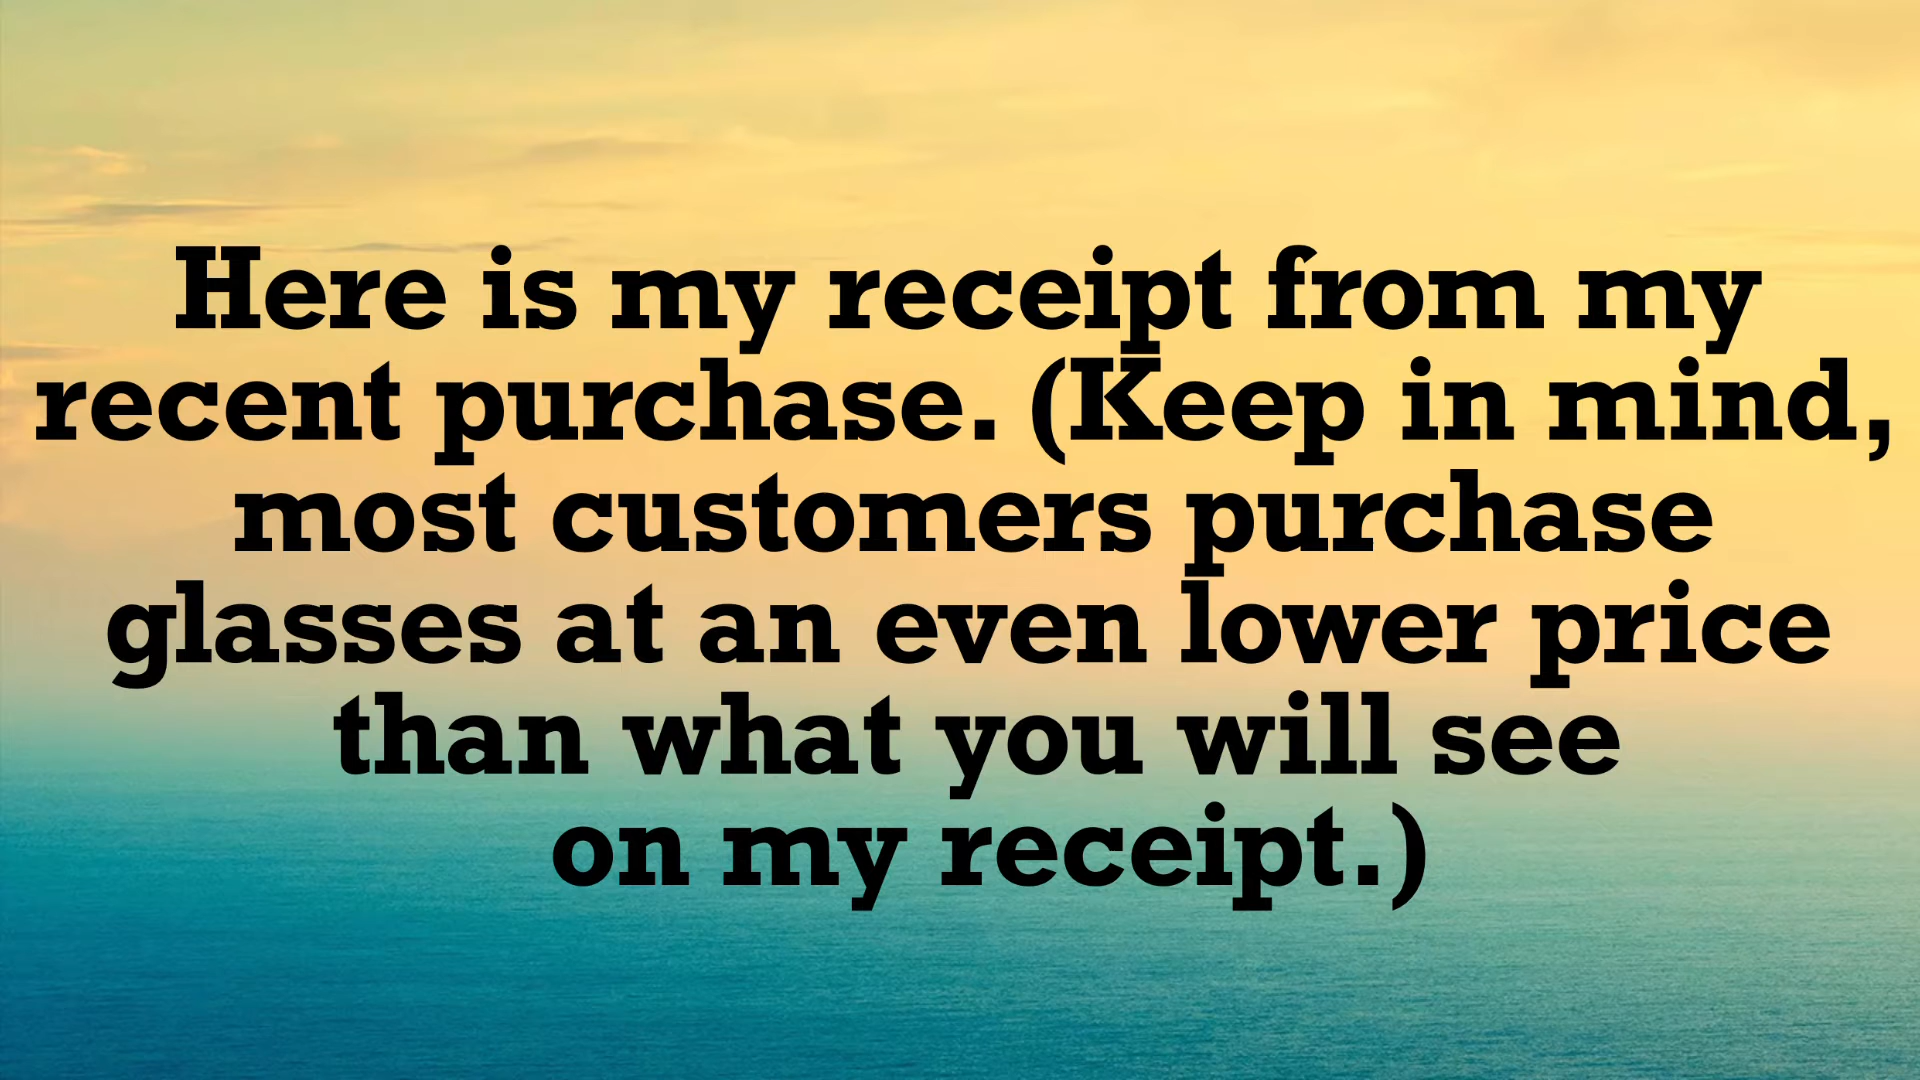 Here is my receipt from my
recent purchase. (Keep in mind,
most customers purchase
glasses at an even lower price
than what you will see
on my receipt.)